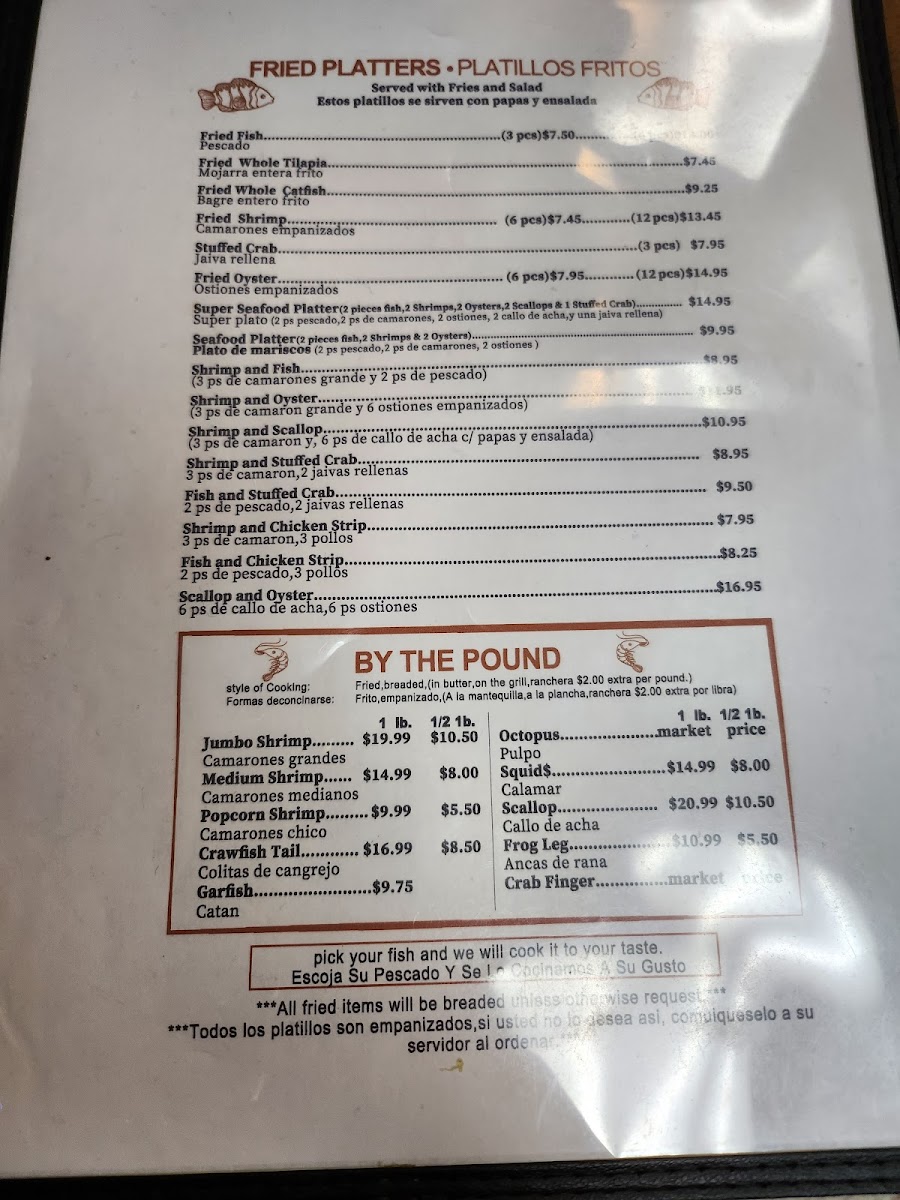 FRIED PLATTERS • PLATILLOS FRITOS
Served with Fries and Salad
Estos platillos se sirven con papas y ensalada
Fried Fish..........(3 pcs)$7.50.......
Pescado
Fried Whole Tilapia..........$7.45
Mojarra entera frito
Fried Whole Catfish..........$9.25
Bagre entero frito
Fried Shrimp.......... (6 pcs)$7.45............(12 pcs)$13.45
Camarones empanizados
Stuffed Crab..........(3 pcs) $7.95
Jaiva rellena
Fried Oyster.......... (6 pcs)$7.95........... (12 pcs)$14.95
Ostiones empanizados
Super Seafood Platter(2 pieces fish,2 Shrimps,2 Oysters,2 Scallops & 1 Stuffed Crab).............. $14.95
Super plato (2 ps pescado,2 ps de camarones, 2 ostiones, 2 callo de acha,y una jaiva rellena)
Seafood Platter(2 pieces fish,2 Shrimps & 2 Oysters).......... $9.95
Plato de mariscos (2 ps pescado,2 ps de camarones, 2 ostiones )
Shrimp and Fish..........$8.95
(3 ps de camarones grande y 2 ps de pescado)
Shrimp and Oyster..........
(3 ps de camaron grande y 6 ostiones empanizados)
Shrimp and Scallop..........$10.95
(3 ps de camaron y, 6 ps de callo de acha c/ papas y ensalada)
Shrimp and Stuffed Crab.......... $8.95
3 ps de camaron,2 jaivas rellenas
Fish and Stuffed Crab.......... $9.50
2 ps de pescado,2 jaivas rellenas
Shrimp and Chicken Strip.......... $7.95
3 ps de camaron,3 pollos
Fish and Chicken Strip..........$8.25
2 ps de pescado,3 pollos
Scallop and Oyster..........$16.95
6 ps de callo de acha,6 ps ostiones
BY THE POUND
style of Cooking: Fried,breaded,(in butter,on the grill,ranchera $2.00 extra per pound.)
Formas deconcinarse: Frito,empanizado,(A la mantequilla,a la plancha,ranchera $2.00 extra por libra)
1 lb. 1/2 1b.
Jumbo Shrimp......... $19.99 $10.50
Camarones grandes
Medium Shrimp...... $14.99 $8.00
Camarones medianos
Popcorn Shrimp......... $9.99 $5.50
Camarones chico
Crawfish Tail............ $16.99 $8.50
Colitas de cangrejo
Garfish.........................$9.75
Catan
1 lb. 1/2 1b.
Octopus.....................market price
Pulpo
Squid$.........................$14.99 $8.00
Calamar
Scallop...................... $20.99 $10.50
Callo de acha
Frog Leg......................$10.99 $5.50
Ancas de rana
Crab Finger................market price
pick your fish and we will cook it to your taste.
Escoja Su Pescado Y Se Lo Cocinamos A Su Gusto
***All fried items will be breaded unless otherwise request.***
***Todos los platillos son empanizados,si usted no lo desea asi, comuiqueselo a su
servidor al ordenar.***